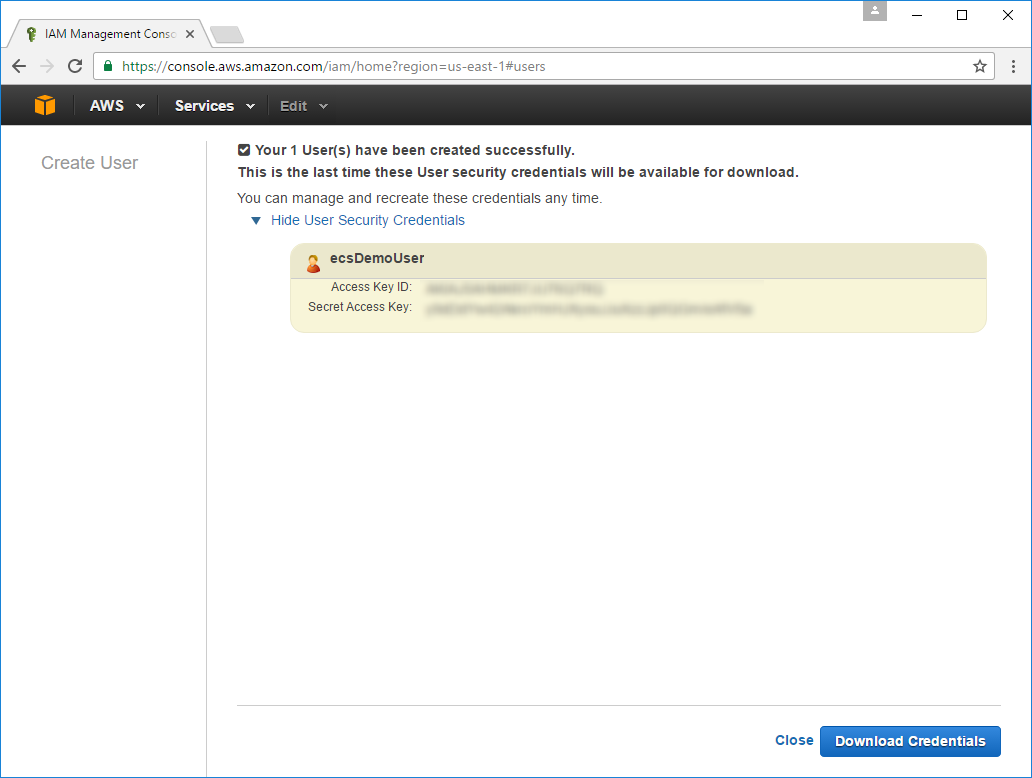 IAM Management Conso
https://console.aws.amazon.com/iam/home?region=us-east-1#users
AWS Services Edit
Create User
Your 1 User(s) have been created successfully.
This is the last time these User security credentials will be available for download.
You can manage and recreate these credentials any time.
Hide User Security Credentials
ecsDemoUser
Access Key ID:
Secret Access Key:
Close Download Credentials